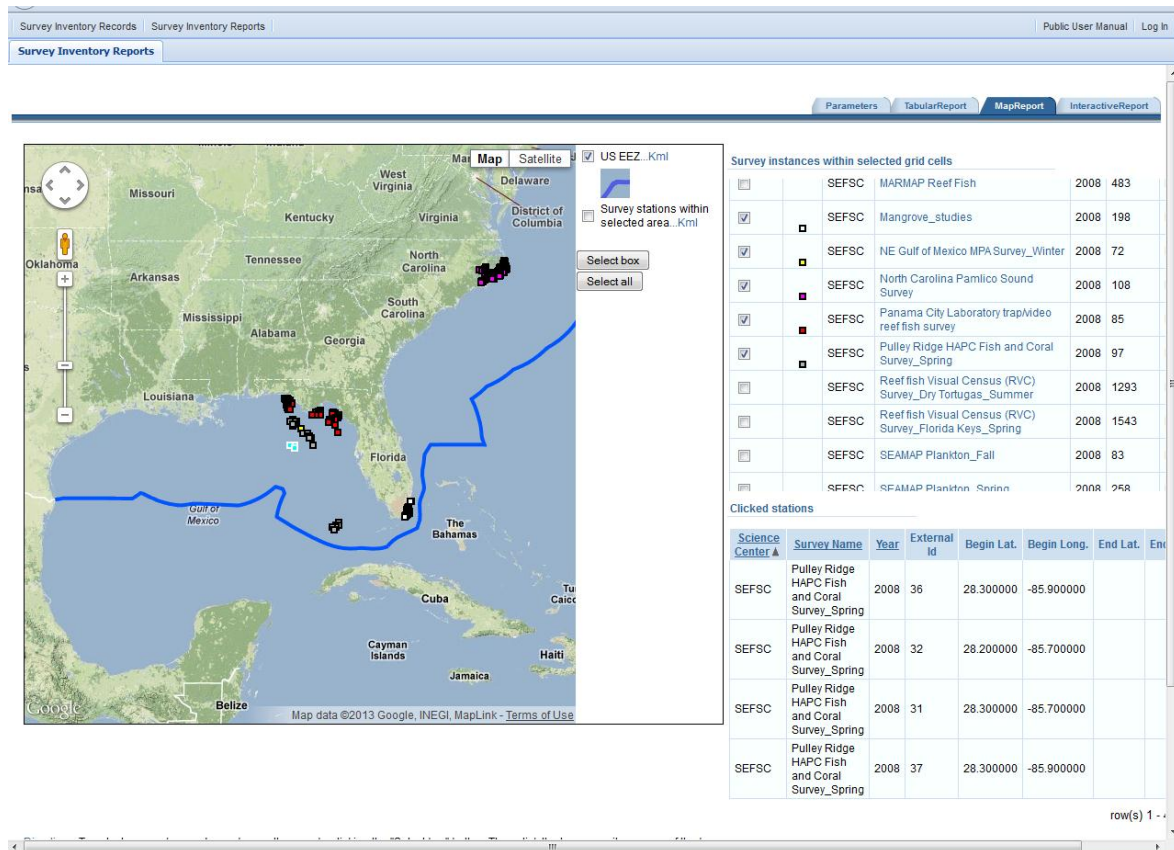 Survey Inventory Records Survey Inventory Reports Public User Manual Log In
Survey Inventory Reports
Parameters TabularReport MapReport InteractiveReport
Map Satellite
Missouri
West
Virginia
Delaware
Kentucky
Virginia
District of
Columbia
Oklahoma
Tennessee
North
Carolina
Arkansas
South
Carolina
Mississippi
Alabama
Georgia
Louisiana
Florida
Gulf of
Mexico
The
Bahamas
Cuba
Cayman
Islands
Haiti
Jamaica
Belize
Google
Map data ©2013 Google, INEGI, MapLink - Terms of Use
US EEZ...Kml
Survey stations within
selected area...Kml
Select box
Select all
Survey instances within selected grid cells
SEFSC MARMAP Reef Fish 2008 483
SEFSC Mangrove_studies 2008 198
SEFSC NE Gulf of Mexico MPA Survey_Winter 2008 72
SEFSC North Carolina Pamlico Sound
Survey 2008 108
SEFSC Panama City Laboratory trap/video
reef fish survey 2008 85
SEFSC Pulley Ridge HAPC Fish and Coral
Survey_Spring 2008 97
SEFSC Reef fish Visual Census (RVC)
Survey_Dry Tortugas_Summer 2008 1293
SEFSC Reef fish Visual Census (RVC)
Survey_Florida Keys_Spring 2008 1543
SEFSC SEAMAP Plankton_Fall 2008 83
SEFSC SEAMAP Plankton_Spring 2008 258
Clicked stations
Science
Center Survey Name Year External
Id Begin Lat. Begin Long. End Lat.
SEFSC Pulley Ridge
HAPC Fish
and Coral
Survey_Spring 2008 36 28.300000 -85.900000
SEFSC Pulley Ridge
HAPC Fish
and Coral
Survey_Spring 2008 32 28.200000 -85.700000
SEFSC Pulley Ridge
HAPC Fish
and Coral
Survey_Spring 2008 31 28.300000 -85.700000
SEFSC Pulley Ridge
HAPC Fish
and Coral
Survey_Spring 2008 37 28.300000 -85.900000
row(s) 1 -